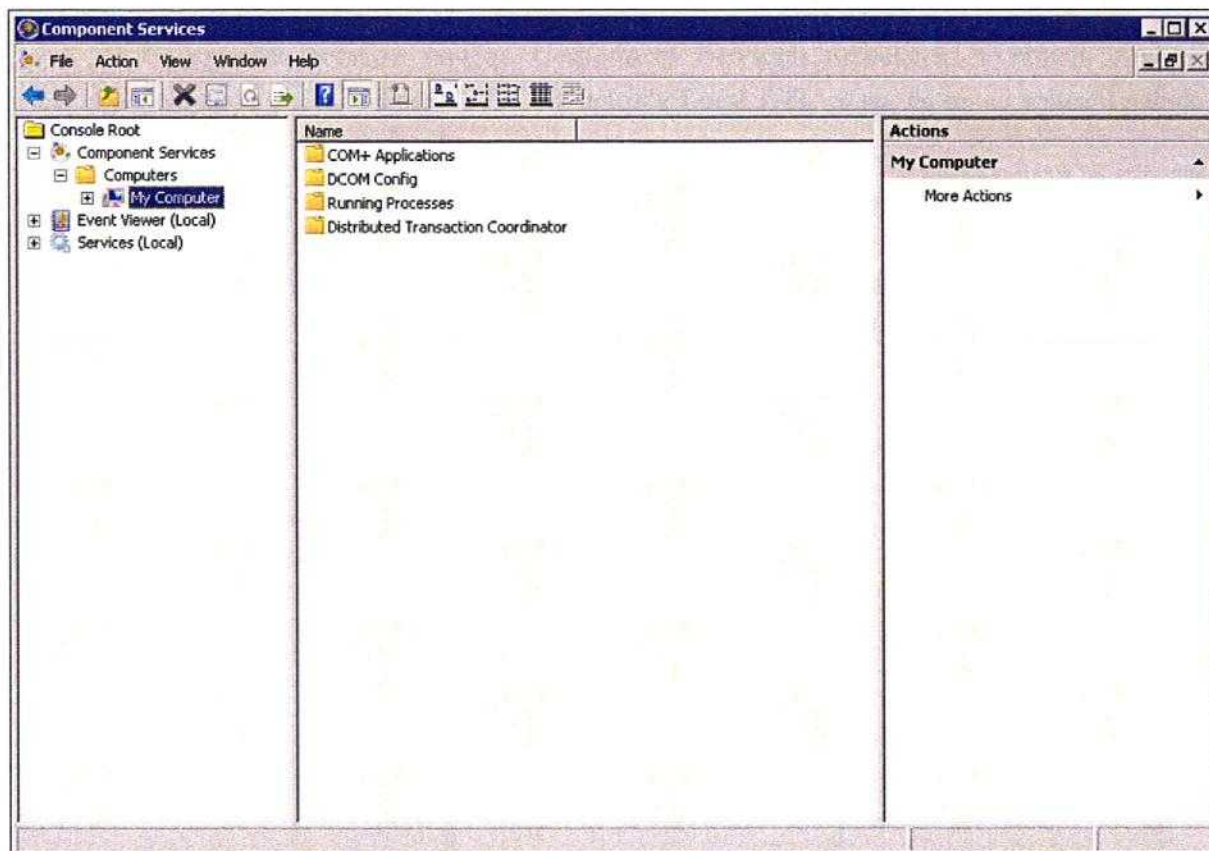 Component Services
File Action View Window Help
Console Root
Component Services
Computers
My Computer
Event Viewer (Local)
Services (Local)
Name
COM+ Applications
DCOM Config
Running Processes
Distributed Transaction Coordinator
Actions
My Computer
More Actions